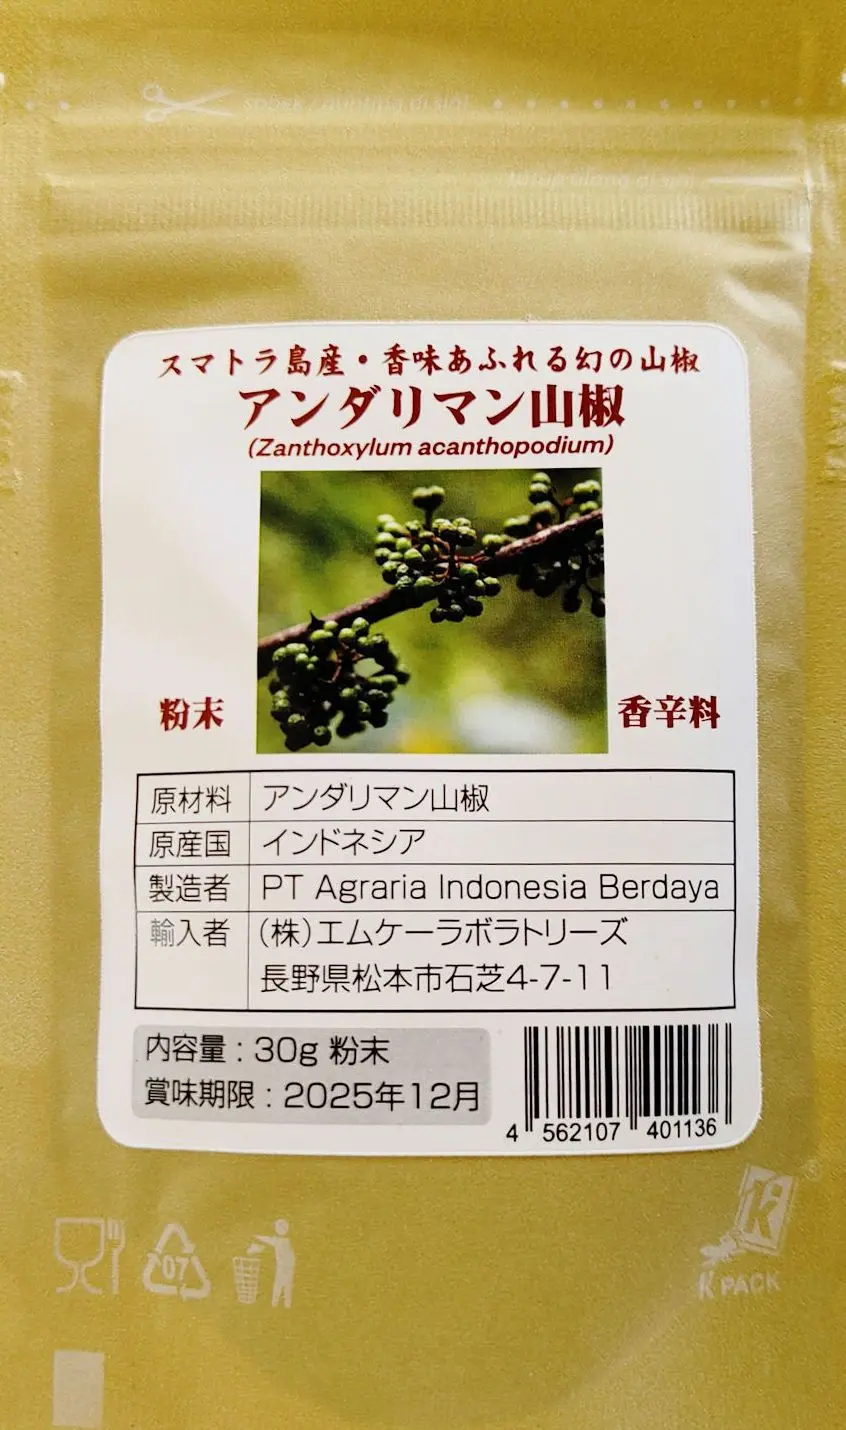 スマトラ島産・香味あふれる幻の山椒
アンダリマン山椒
(Zanthoxylum acanthopodium)
粉末
香辛料
原材料 アンダリマン山椒
原産国 インドネシア
製造者 PT Agraria Indonesia Berdaya
輸入者 (株)エムケーラボラトリーズ
長野県松本市石芝4-7-11
内容量 : 30g 粉末
賞味期限 : 2025年12月
4 562107 401136
07
K PACK